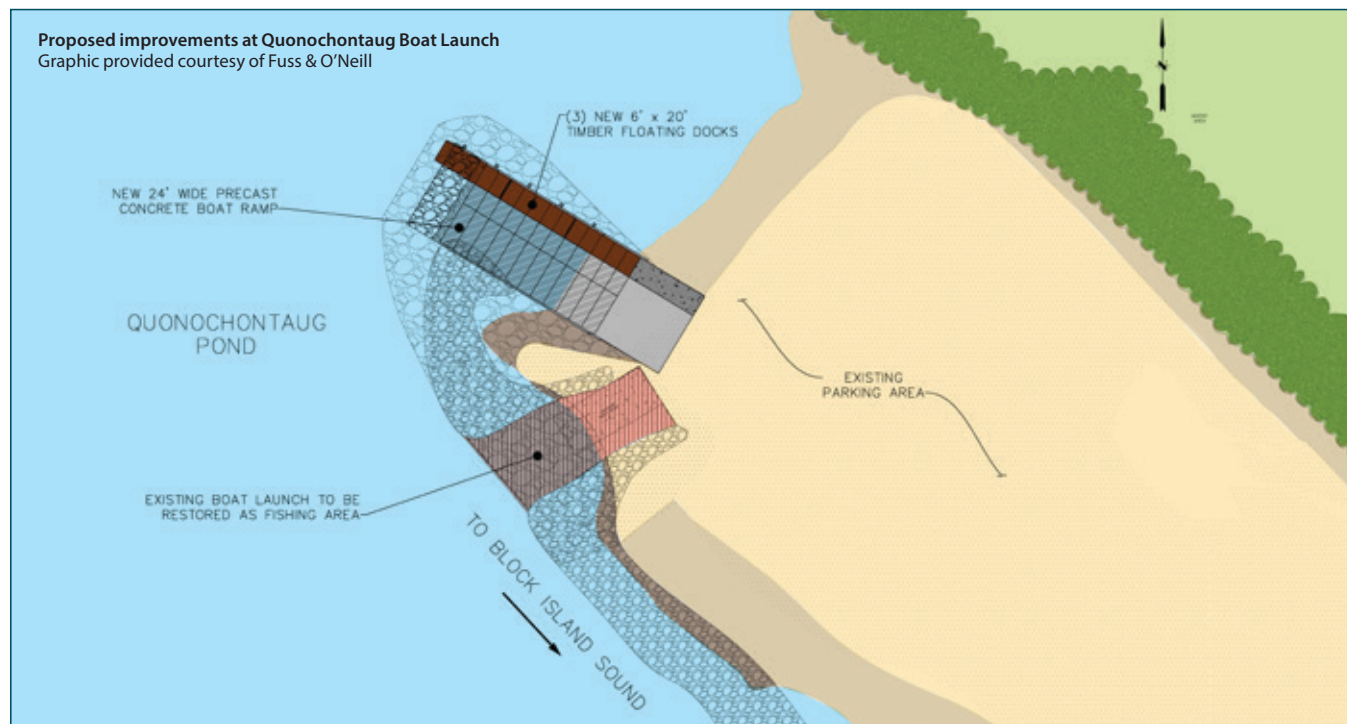 Proposed improvements at Quonochontaug Boat Launch
Graphic provided courtesy of Fuss & O'Neill
(3) NEW 6' x 20'
TIMBER FLOATING DOCKS
NEW 24' WIDE PRECAST
CONCRETE BOAT RAMP
QUONOCHONTAUG
POND
EXISTING
PARKING AREA
EXISTING BOAT LAUNCH TO BE
RESTORED AS FISHING AREA
TO BLOCK ISLAND SOUND
N